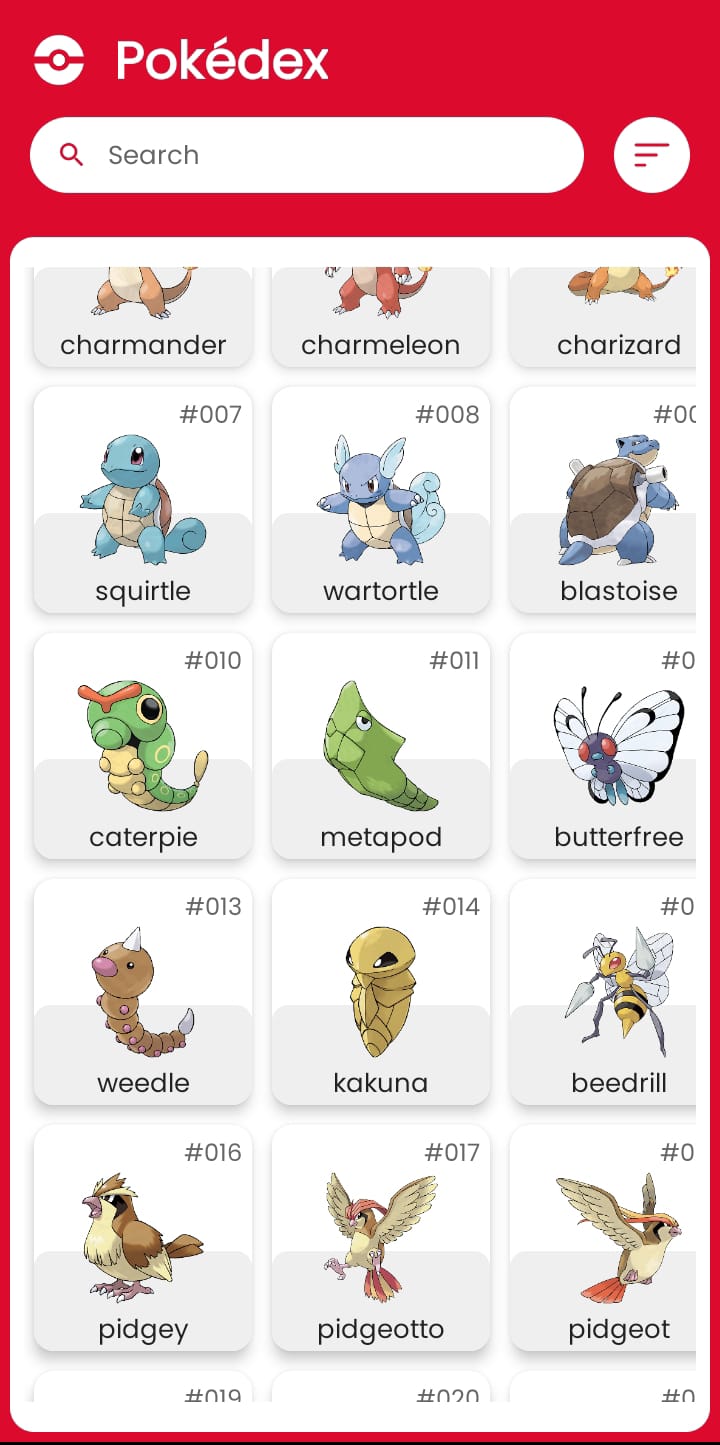 Pokédex
Search
charmander charmeleon charizard
#007 #008 #00
squirtle wartortle blastoise
#010 #011 #0
caterpie metapod butterfree
#013 #014 #0
weedle kakuna beedrill
#016 #017 #0
pidgey pidgeotto pidgeot
#019 #020 #0